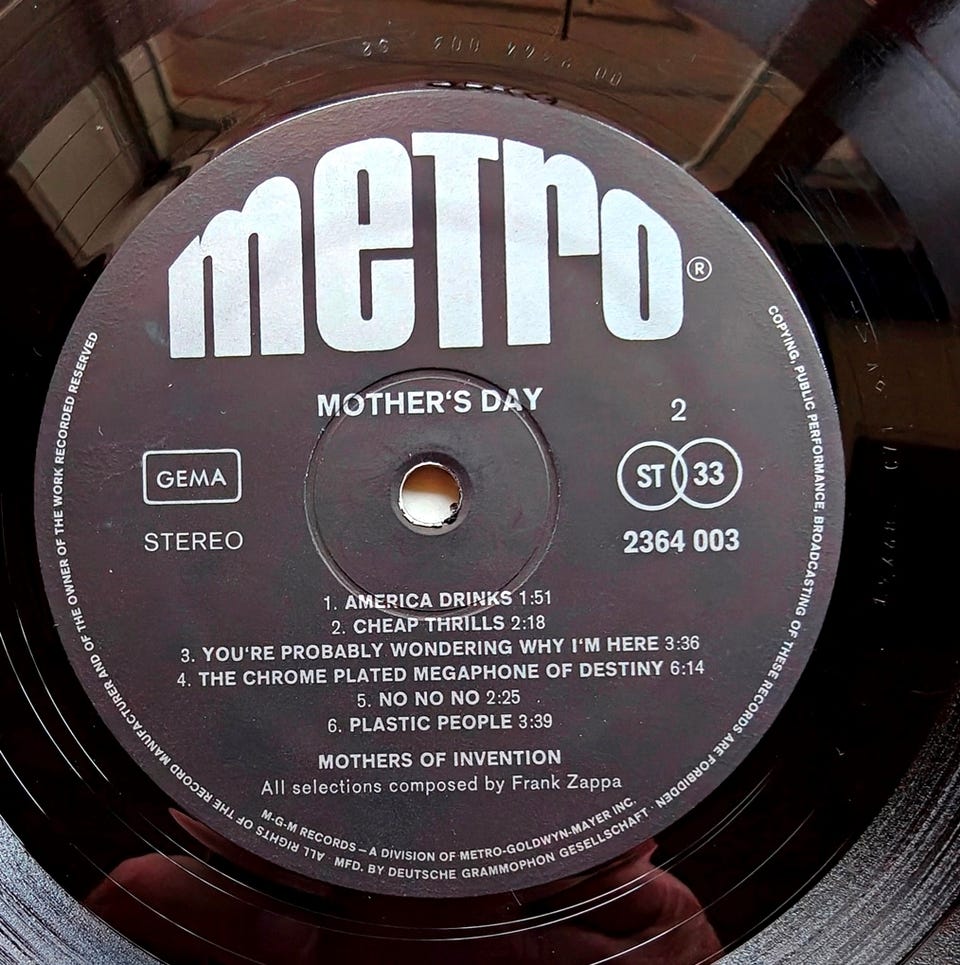 metro ®
MOTHER'S DAY
2
GEMA
ST 33
STEREO
2364 003
1. AMERICA DRINKS 1:51
2. CHEAP THRILLS 2:18
3. YOU'RE PROBABLY WONDERING WHY I'M HERE 3:36
4. THE CHROME PLATED MEGAPHONE OF DESTINY 6:14
5. NO NO NO 2:25
6. PLASTIC PEOPLE 3:39
MOTHERS OF INVENTION
All selections composed by Frank Zappa
M-G-M RECORDS – A DIVISION OF METRO-GOLDWYN-MAYER INC.
ALL RIGHTS OF THE RECORD MANUFACTURER AND OF THE OWNER OF THE WORK RECORDED RESERVED
COPYING, PUBLIC PERFORMANCE, BROADCASTING OF THESE RECORDS ARE FORBIDDEN
· MFD. BY DEUTSCHE GRAMMOPHON GESELLSCHAFT ·